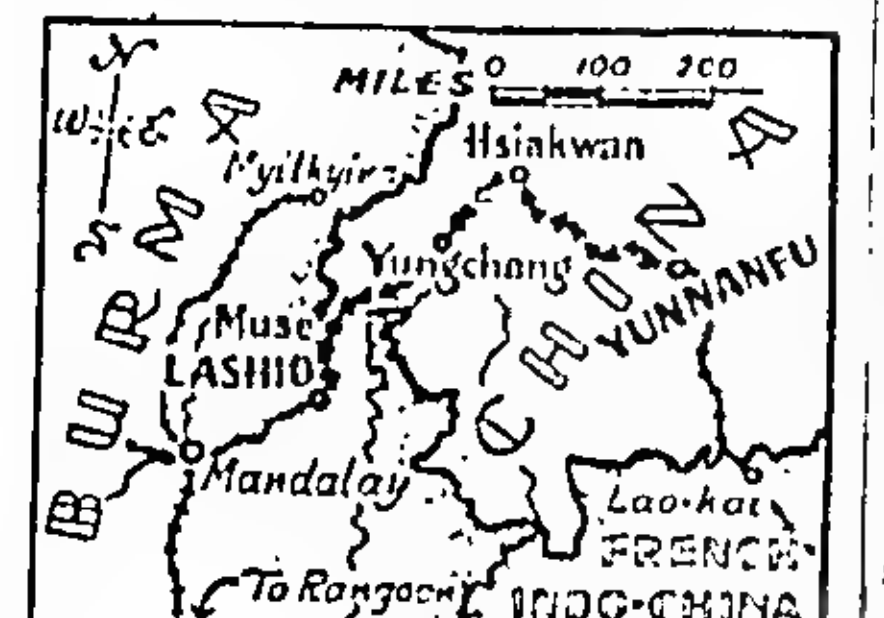 N
W E
S
MILES 0 100 200
BURMA
CHINA
Hsiakwan
Myitkyina
Yungchang
YUNNANFU
Muse
LASHIO
Mandalay
Lao-kai
FRENCH
INDO-CHINA
To Rangoon